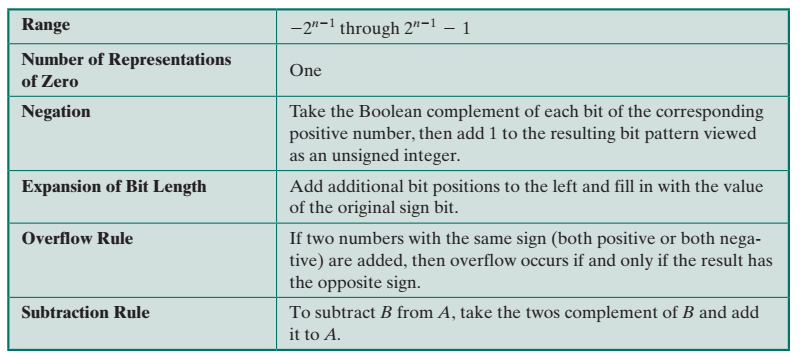 Range
−2ⁿ⁻¹ through 2ⁿ⁻¹ − 1
Number of Representations
of Zero
One
Negation
Take the Boolean complement of each bit of the corresponding
positive number, then add 1 to the resulting bit pattern viewed
as an unsigned integer.
Expansion of Bit Length
Add additional bit positions to the left and fill in with the value
of the original sign bit.
Overflow Rule
If two numbers with the same sign (both positive or both nega-
tive) are added, then overflow occurs if and only if the result has
the opposite sign.
Subtraction Rule
To subtract B from A, take the twos complement of B and add
it to A.